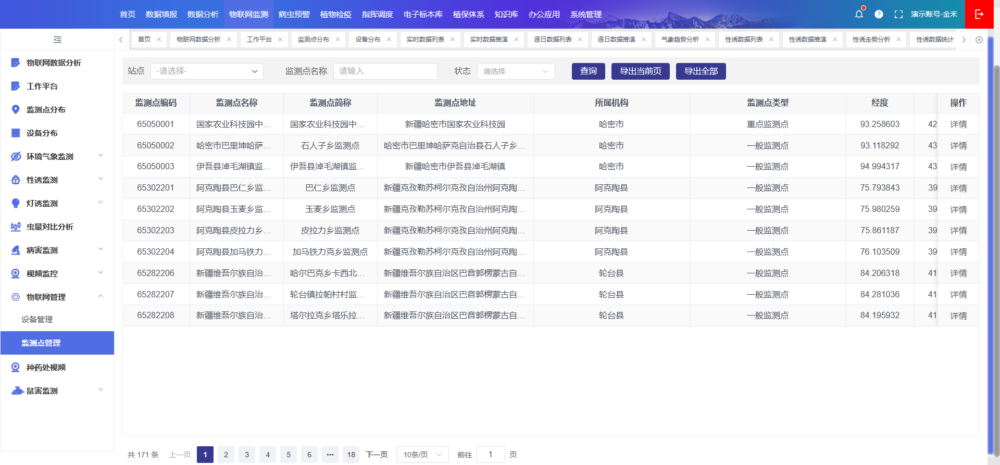 首页 数据填报 数据分析 物联网监测 病虫预警 植物检疫 指挥调度 电子标本库 植保体系 知识库 办公应用 系统管理 演示账号-金禾
首页 物联网数据分析 工作平台 监测点分布 设备分布 实时数据列表 实时数据推演 逐日数据列表 逐日数据推演 气象趋势分析 性诱数据列表 性诱数据推演 性诱走势分析 性诱数据统计
物联网数据分析
工作平台
监测点分布
设备分布
环境气象监测
性诱监测
灯诱监测
虫量对比分析
病害监测
视频监控
物联网管理
设备管理
监测点管理
种药处视频
鼠害监测
站点 -请选择- 监测点名称 请输入 状态 请选择 查询 导出当前页 导出全部
监测点编码 监测点名称 监测点简称 监测点地址 所属机构 监测点类型 经度 操作
65050001 国家农业科技园中... 国家农业科技园中... 新疆哈密市国家农业科技园 哈密市 重点监测点 93.258603 42 详情
65050002 哈密市巴里坤哈萨... 石人子乡监测点 哈密市巴里坤哈萨克自治县石人子乡... 哈密市 一般监测点 93.118292 43 详情
65050003 伊吾县淖毛湖镇监... 伊吾县淖毛湖镇监... 新疆哈密市伊吾县淖毛湖镇 哈密市 一般监测点 94.994317 43 详情
65302201 阿克陶县巴仁乡监... 巴仁乡监测点 新疆克孜勒苏柯尔克孜自治州阿克陶... 阿克陶县 一般监测点 75.793843 39 详情
65302202 阿克陶县玉麦乡监... 玉麦乡监测点 新疆克孜勒苏柯尔克孜自治州阿克陶... 阿克陶县 一般监测点 75.980259 39 详情
65302203 阿克陶县皮拉力乡... 皮拉力乡监测点 新疆克孜勒苏柯尔克孜自治州阿克陶... 阿克陶县 一般监测点 75.861187 39 详情
65302204 阿克陶县加马铁力... 加马铁力克乡监测点 新疆克孜勒苏柯尔克孜自治州阿克陶... 阿克陶县 一般监测点 76.103509 39 详情
65282206 新疆维吾尔族自治... 哈尔巴克乡卡西北... 新疆维吾尔族自治区巴音郭楞蒙古自... 轮台县 一般监测点 84.206318 41 详情
65282207 新疆维吾尔族自治... 轮台镇拉帕村村监... 新疆维吾尔族自治区巴音郭楞蒙古自... 轮台县 一般监测点 84.281036 41 详情
65282208 新疆维吾尔族自治... 塔尔拉克乡塔乐拉... 新疆维吾尔族自治区巴音郭楞蒙古自... 轮台县 一般监测点 84.195932 41 详情
共 171 条 上一页 1 2 3 4 5 6 ... 18 下一页 10条/页 前往 1 页